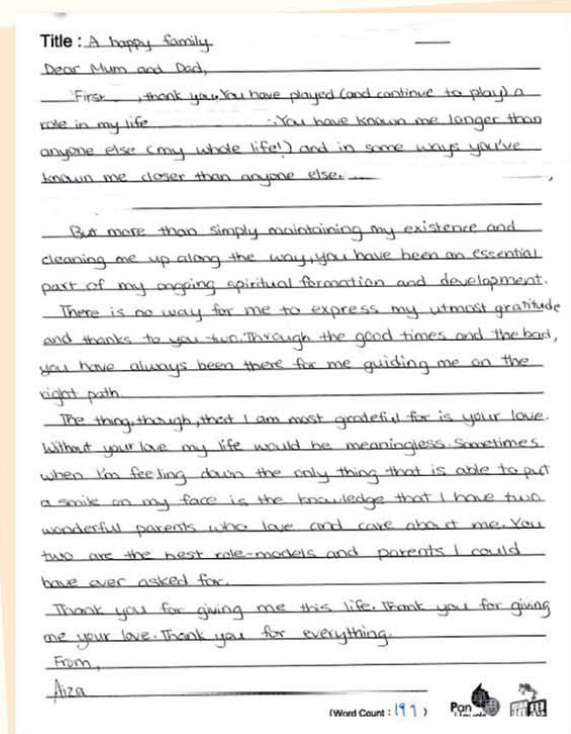 Title : A happy family
Dear Mum and Dad,
First , thank you. You have played (and continue to play) a
role in my life . You have known me longer than
anyone else (my whole life!) and in some ways you've
known me closer than anyone else.
But more than simply maintaining my existence and
cleaning me up along the way, you have been an essential
part of my ongoing spiritual formation and development.
There is no way for me to express my utmost gratitude
and thanks to you two. Through the good times and the bad,
you have always been there for me guiding me on the
right path.
The thing, though, that I am most grateful for is your love.
Without your love my life would be meaningless. Sometimes
when I'm feeling down the only thing that is able to put
a smile on my face is the knowledge that I have two
wonderful parents who love and care about me. You
two are the best role-models and parents I could
have ever asked for.
Thank you for giving me this life. Thank you for giving
me your love. Thank you for everything.
From,
Aiza
(Word Count : 197 )
Pan